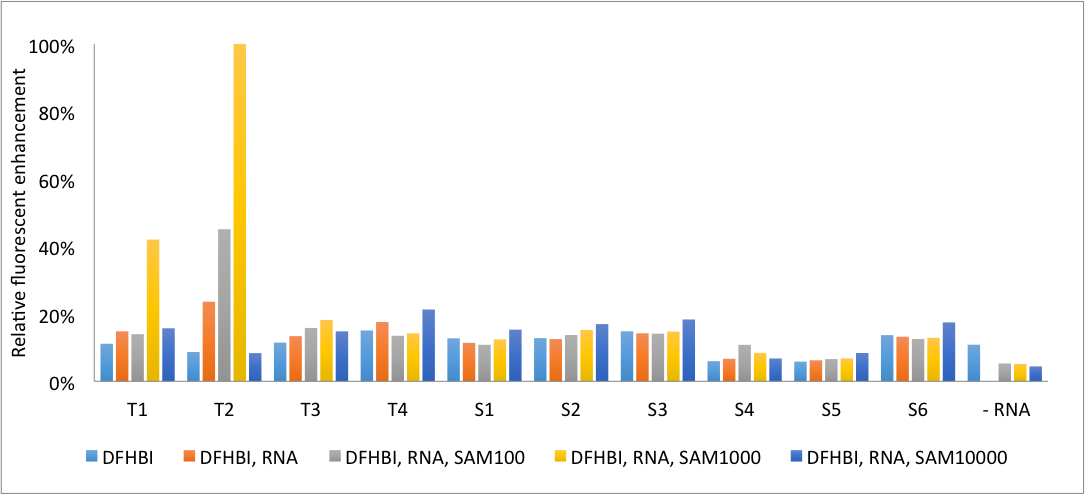 Relative fluorescent enhancement
100%
80%
60%
40%
20%
0%
T1 T2 T3 T4 S1 S2 S3 S4 S5 S6 - RNA
DFHBI DFHBI, RNA DFHBI, RNA, SAM100 DFHBI, RNA, SAM1000 DFHBI, RNA, SAM10000